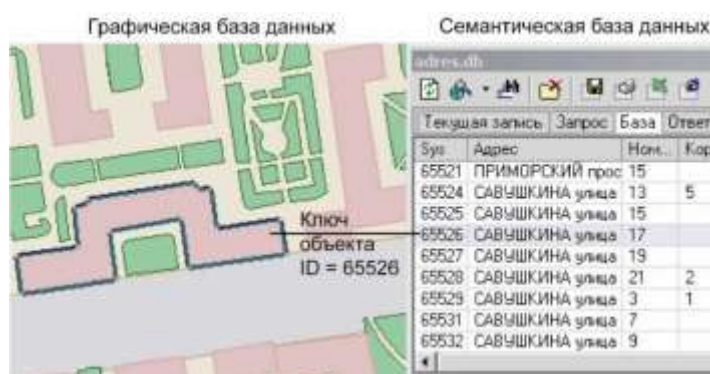 Графическая база данных
Семантическая база данных
adres.db
Текущая запись Запрос База Ответ
Sys Адрес Ном... Кор
65521 ПРИМОРСКИЙ прос 15
65524 САВУШКИНА улица 13 5
65525 САВУШКИНА улица 15
65526 САВУШКИНА улица 17
65527 САВУШКИНА улица 19
65528 САВУШКИНА улица 21 2
65529 САВУШКИНА улица 3 1
65531 САВУШКИНА улица 7
65532 САВУШКИНА улица 9
Ключ
объекта
ID = 65526